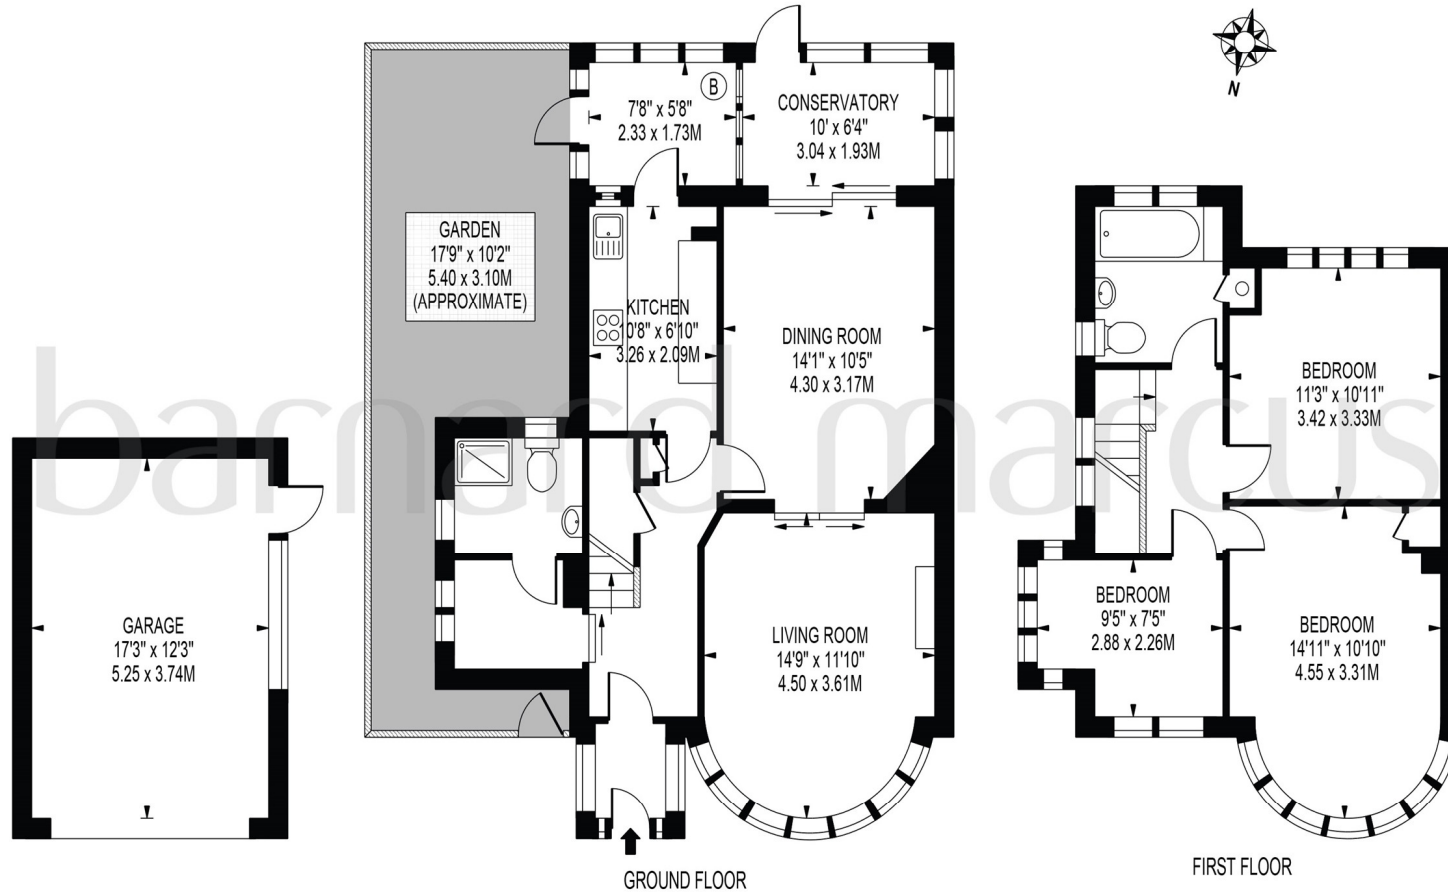 N
7'8" x 5'8"
2.33 x 1.73M
B
CONSERVATORY
10' x 6'4"
3.04 x 1.93M
GARDEN
17'9" x 10'2"
5.40 x 3.10M
(APPROXIMATE)
KITCHEN
10'8" x 6'10"
3.26 x 2.09M
DINING ROOM
14'1" x 10'5"
4.30 x 3.17M
BEDROOM
11'3" x 10'11"
3.42 x 3.33M
barnard marcus
GARAGE
17'3" x 12'3"
5.25 x 3.74M
LIVING ROOM
14'9" x 11'10"
4.50 x 3.61M
BEDROOM
9'5" x 7'5"
2.88 x 2.26M
BEDROOM
14'11" x 10'10"
4.55 x 3.31M
GROUND FLOOR
FIRST FLOOR